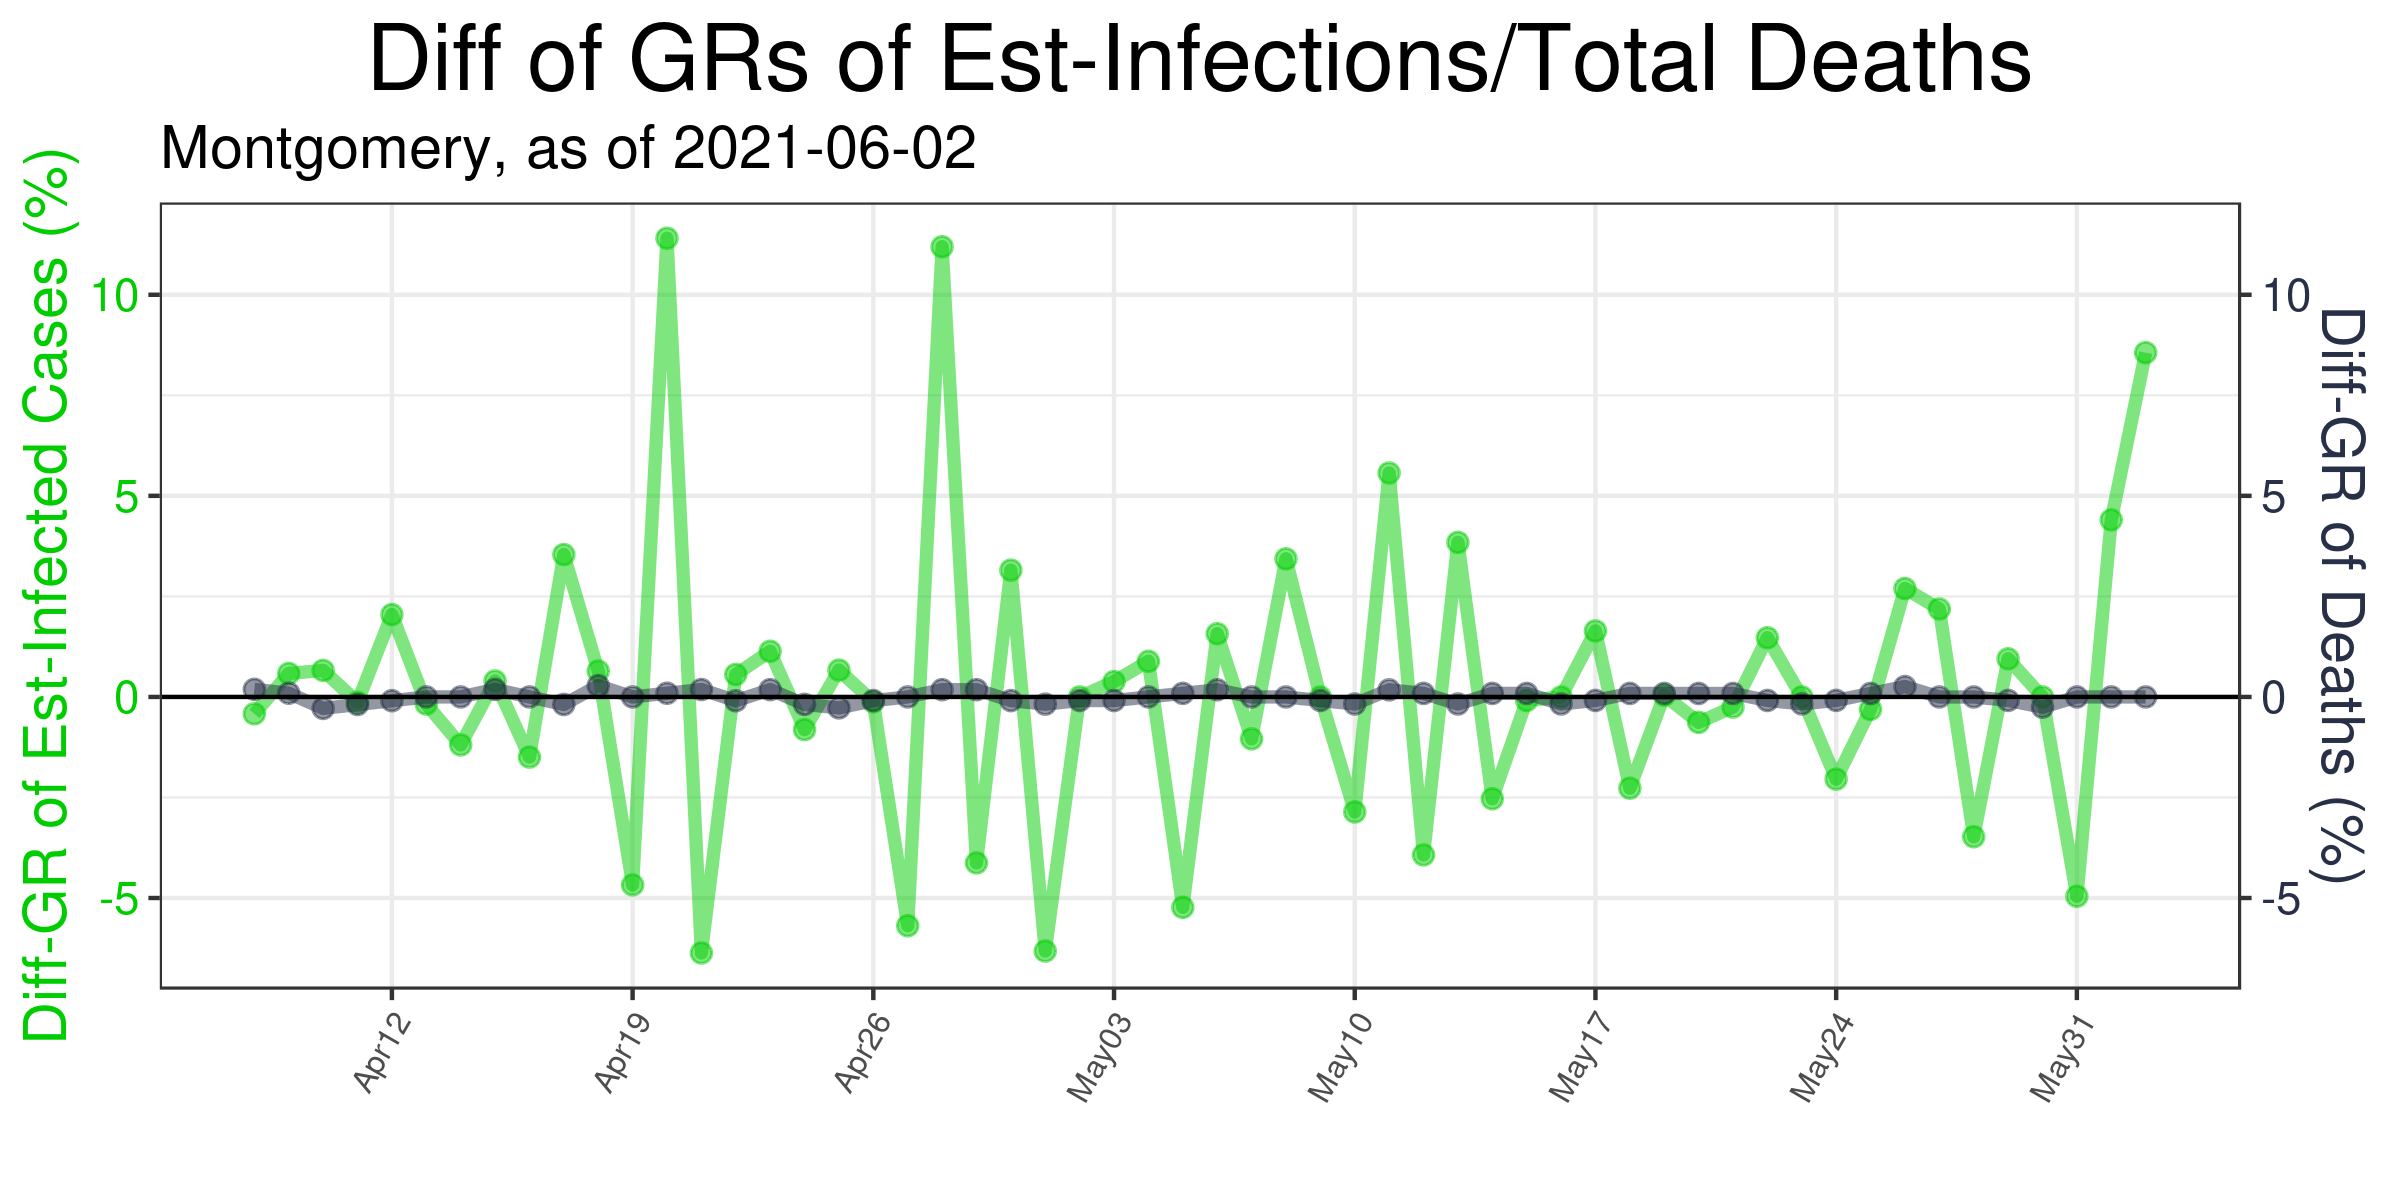 Diff of GRs of Est-Infections/Total Deaths
Montgomery, as of 2021-06-02
Diff-GR of Est-Infected Cases (%)
10
5
0
-5
10
5
0
-5
Diff-GR of Deaths (%)
Apr12
Apr19
Apr26
May03
May10
May17
May24
May31